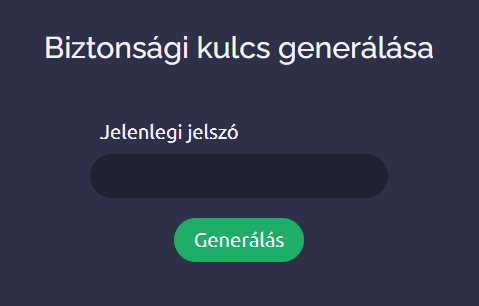 Biztonsági kulcs generálása
Jelenlegi jelszó
Generálás